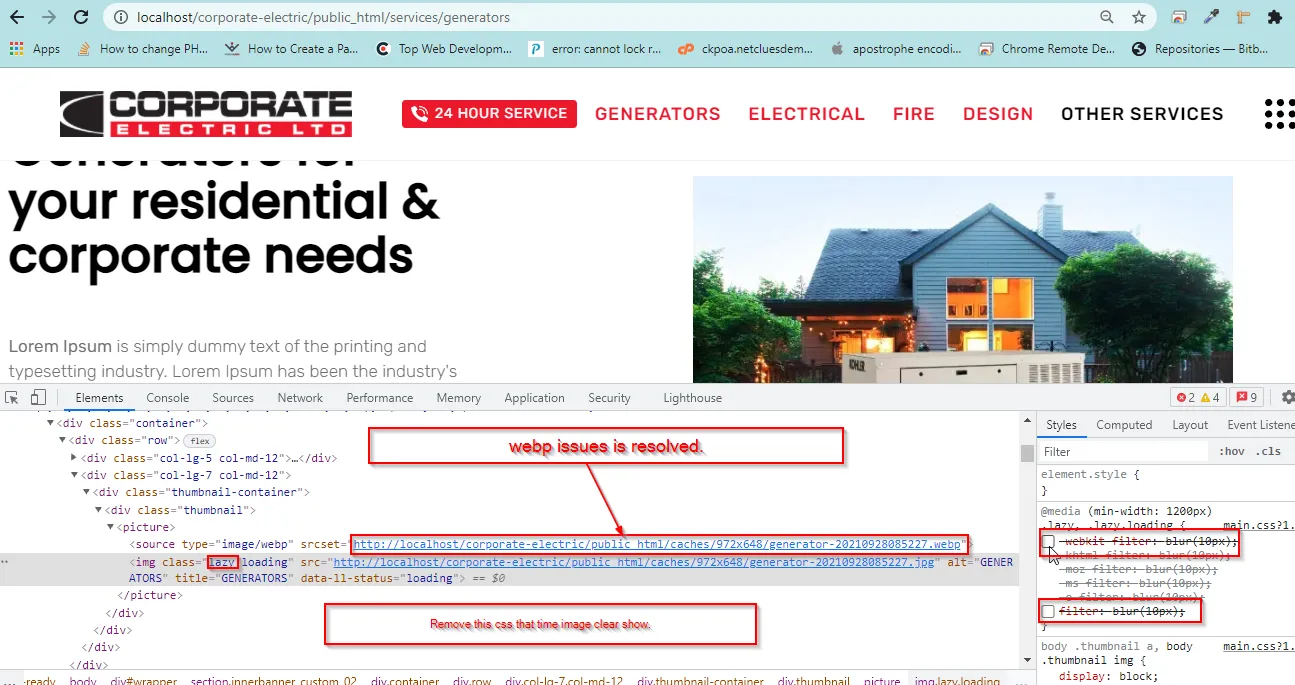 localhost/corporate-electric/public_html/services/generators
Apps How to change PH... How to Create a Pa... Top Web Developm... error: cannot lock r... ckpoa.netcluesdem... apostrophe encodi... Chrome Remote De... Repositories — Bitb...
CORPORATE
ELECTRIC LTD
24 HOUR SERVICE GENERATORS ELECTRICAL FIRE DESIGN OTHER SERVICES
Generators for
your residential &
corporate needs
Lorem Ipsum is simply dummy text of the printing and
typesetting industry. Lorem Ipsum has been the industry's
KOHLER
Elements Console Sources Network Performance Memory Application Security Lighthouse 2 4 9
<div class="container">
<div class="row"> flex
<div class="col-lg-5 col-md-12">…</div>
<div class="col-lg-7 col-md-12">
<div class="thumbnail-container">
<div class="thumbnail">
<picture>
<source type="image/webp" srcset="http://localhost/corporate-electric/public_html/caches/972x648/generator-20210928085227.webp"
<img class="lazy loading" src="http://localhost/corporate-electric/public_html/caches/972x648/generator-20210928085227.jpg" alt="GENER
ATORS" title="GENERATORS" data-ll-status="loading"> == $0
</picture>
</div>
</div>
</div>
</div>
webp issues is resolved.
Remove this css that time image clear show.
Styles Computed Layout Event Listene
Filter :hov .cls
element.style {
}
@media (min-width: 1200px)
.lazy, .lazy.loading { main.css?1.
-webkit-filter: blur(10px);
-khtml-filter: blur(10px);
-moz-filter: blur(10px);
-ms-filter: blur(10px);
-o-filter: blur(10px);
filter: blur(10px);
}
body .thumbnail a, body main.css?1.
.thumbnail img {
display: block;
... -ready body div#wrapper section.innerbanner_custom_02 div.container div.row div.col-lg-7.col-md-12 div.thumbnail-container div.thumbnail picture img.lazy.loading ...